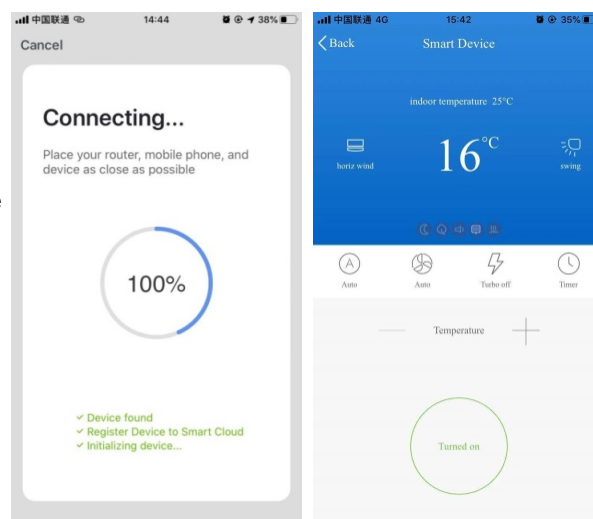 中国联通
14:44
38%
Cancel
Connecting...
Place your router, mobile phone, and
device as close as possible
100%
✓ Device found
✓ Register Device to Smart Cloud
✓ Initializing device...
中国联通 4G
15:42
35%
Back
Smart Device
indoor temperature 25°C
16°C
horiz wind
swing
A
Auto
Auto
Turbo off
Timer
Temperature
Turned on